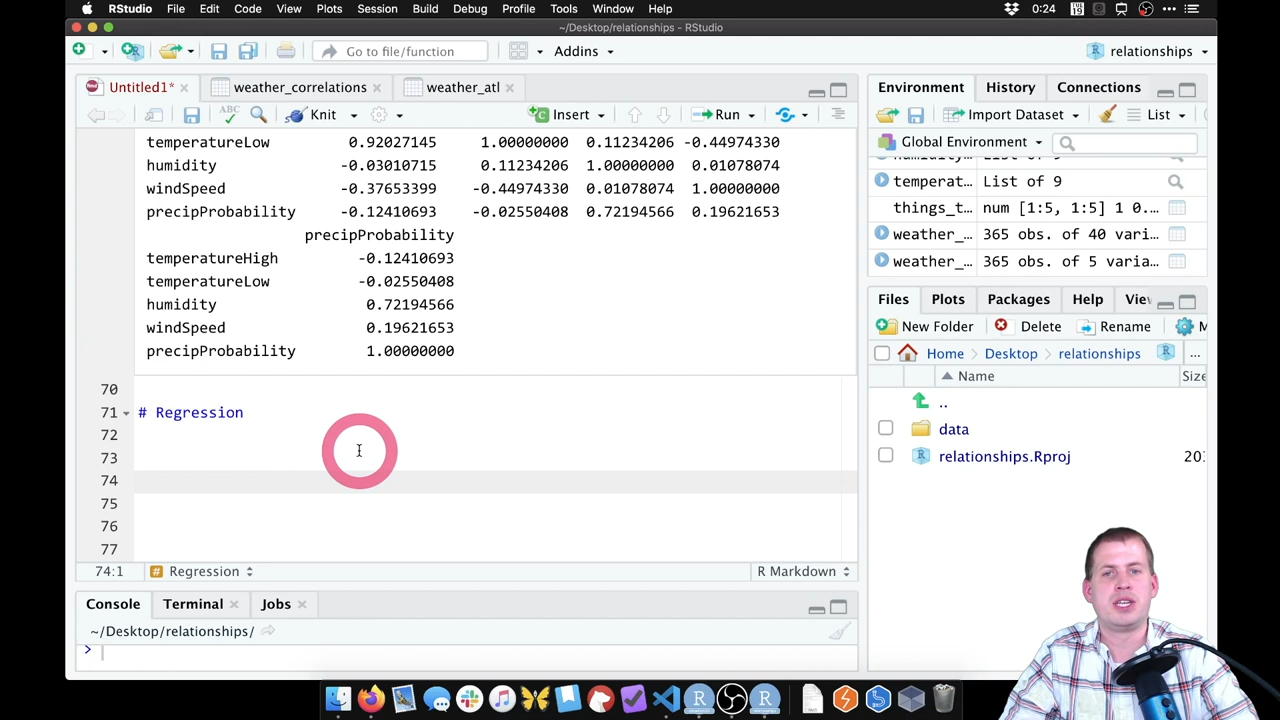 RStudio File Edit Code View Plots Session Build Debug Profile Tools Window Help 0:24 TUE 19
~/Desktop/relationships - RStudio
Go to file/function Addins relationships
Untitled1* weather_correlations weather_atl
ABC Knit Insert Run
temperatureLow 0.92027145 1.00000000 0.11234206 -0.44974330
humidity -0.03010715 0.11234206 1.00000000 0.01078074
windSpeed -0.37653399 -0.44974330 0.01078074 1.00000000
precipProbability -0.12410693 -0.02550408 0.72194566 0.19621653
precipProbability
temperatureHigh -0.12410693
temperatureLow -0.02550408
humidity 0.72194566
windSpeed 0.19621653
precipProbability 1.00000000
70
71 # Regression
72
73
74
75
76
77
74:1 # Regression R Markdown
Console Terminal Jobs
~/Desktop/relationships/
>
Environment History Connections
Import Dataset List
Global Environment
temperat… List of 9
things_t… num [1:5, 1:5] 1 0.…
weather_… 365 obs. of 40 vari…
weather_… 365 obs. of 5 varia…
Files Plots Packages Help
New Folder Delete Rename M
Home Desktop relationships ...
Name Size
..
data
relationships.Rproj 20